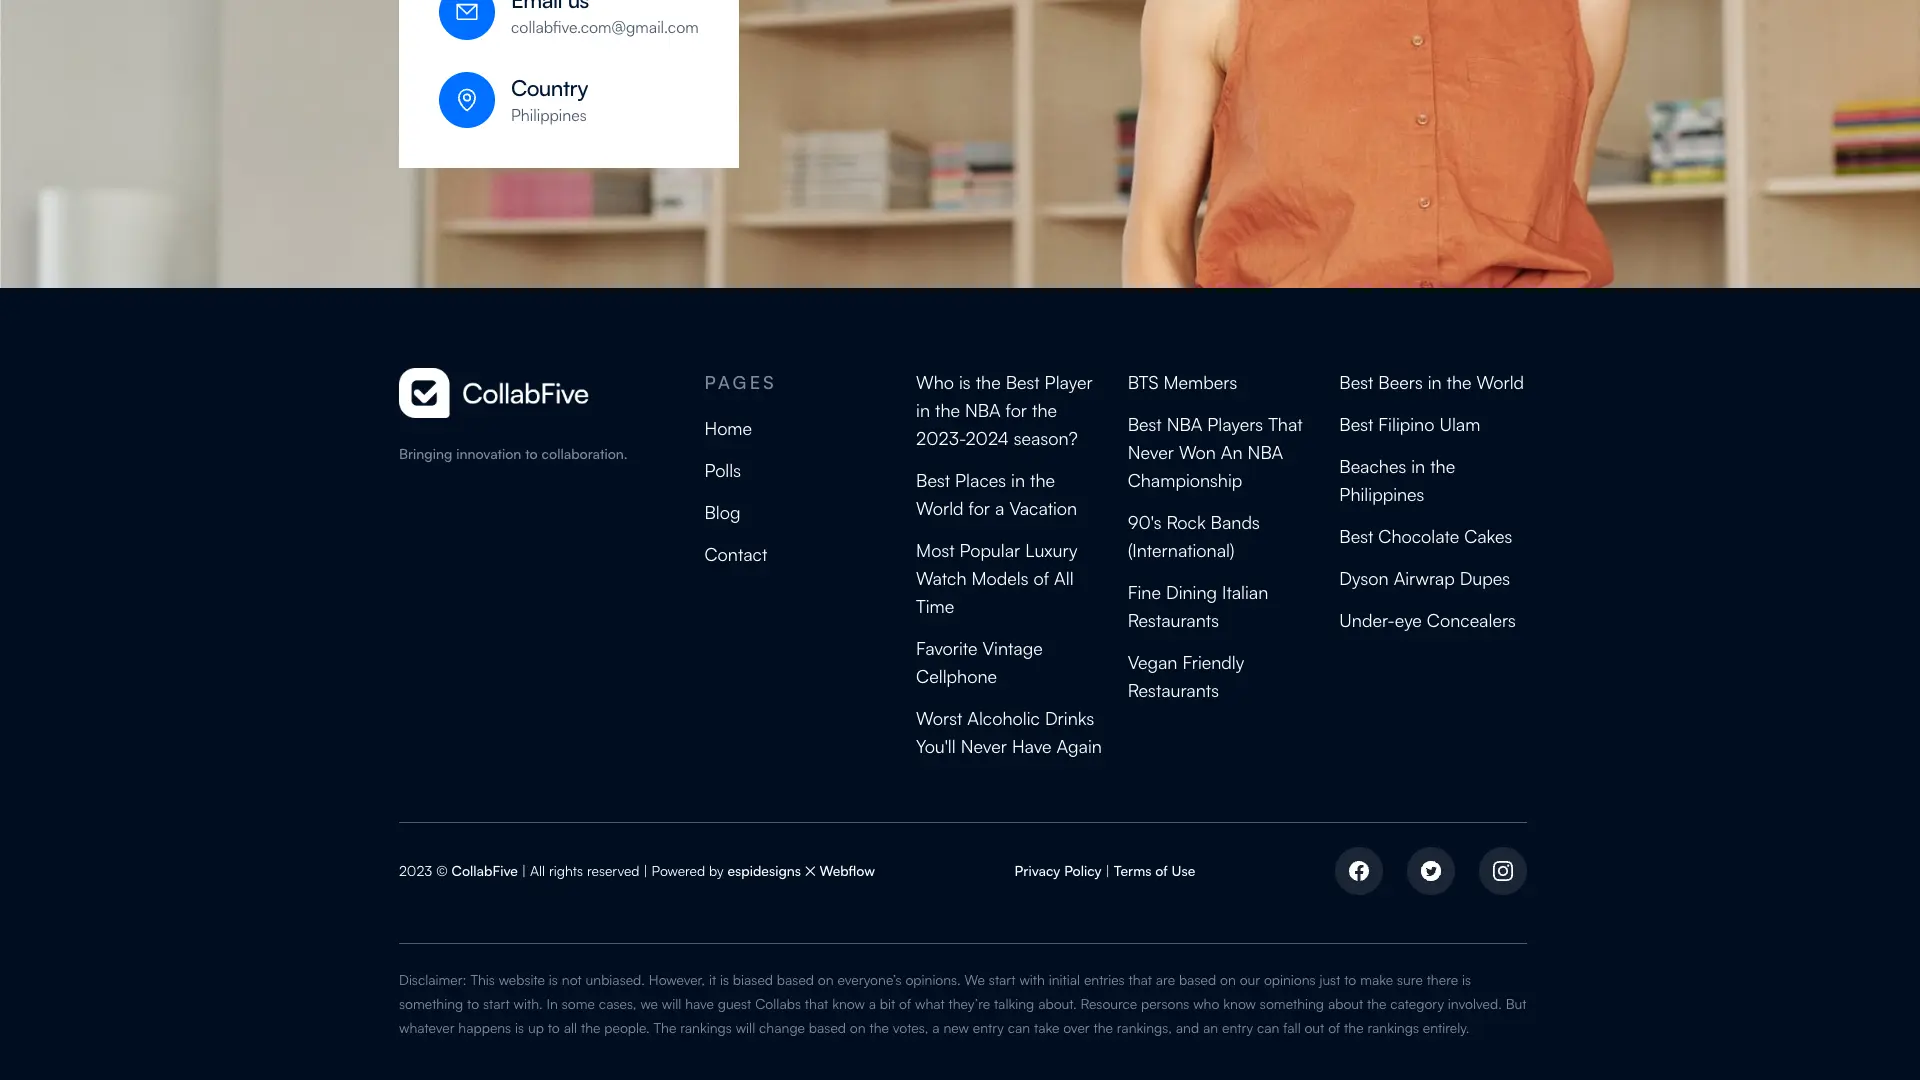 Email us
collabfive.com@gmail.com
Country
Philippines
CollabFive
Bringing innovation to collaboration.
PAGES
Home
Polls
Blog
Contact
Who is the Best Player
in the NBA for the
2023-2024 season?
Best Places in the
World for a Vacation
Most Popular Luxury
Watch Models of All
Time
Favorite Vintage
Cellphone
Worst Alcoholic Drinks
You'll Never Have Again
BTS Members
Best NBA Players That
Never Won An NBA
Championship
90's Rock Bands
(International)
Fine Dining Italian
Restaurants
Vegan Friendly
Restaurants
Best Beers in the World
Best Filipino Ulam
Beaches in the
Philippines
Best Chocolate Cakes
Dyson Airwrap Dupes
Under-eye Concealers
2023 © CollabFive | All rights reserved | Powered by espidesigns ✕ Webflow
Privacy Policy | Terms of Use
Disclaimer: This website is not unbiased. However, it is biased based on everyone’s opinions. We start with initial entries that are based on our opinions just to make sure there is
something to start with. In some cases, we will have guest Collabs that know a bit of what they’re talking about. Resource persons who know something about the category involved. But
whatever happens is up to all the people. The rankings will change based on the votes, a new entry can take over the rankings, and an entry can fall out of the rankings entirely.